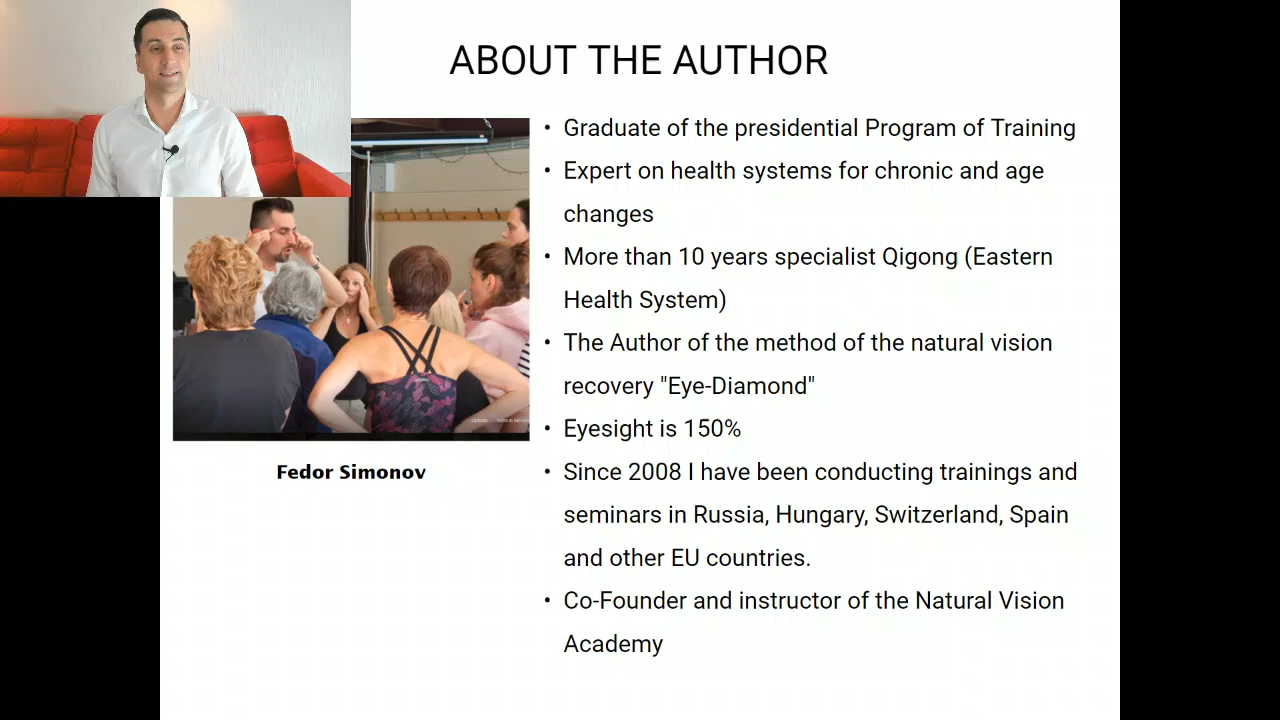 ABOUT THE AUTHOR
• Graduate of the presidential Program of Training
• Expert on health systems for chronic and age
changes
• More than 10 years specialist Qigong (Eastern
Health System)
• The Author of the method of the natural vision
recovery "Eye-Diamond"
• Eyesight is 150%
• Since 2008 I have been conducting trainings and
seminars in Russia, Hungary, Switzerland, Spain
and other EU countries.
• Co-Founder and instructor of the Natural Vision
Academy
Fedor Simonov